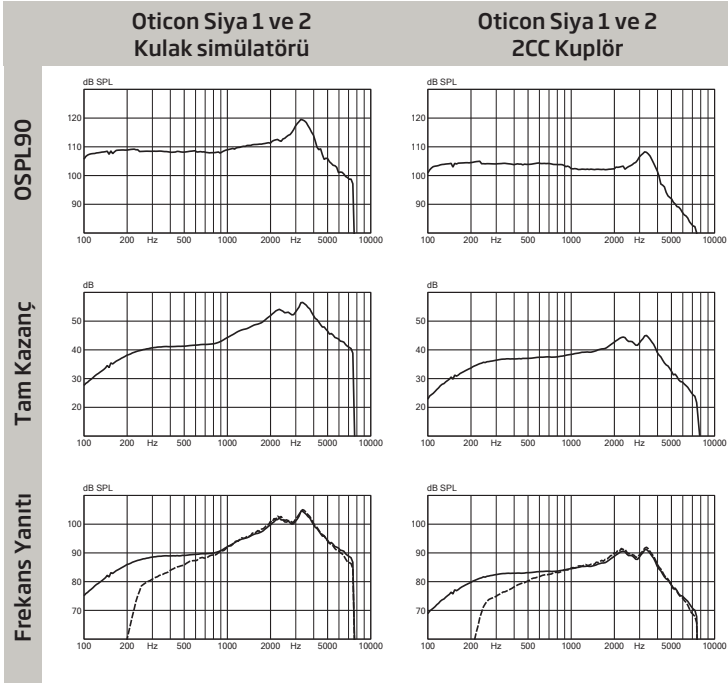 Oticon Siya 1 ve 2
Kulak simülatörü
Oticon Siya 1 ve 2
2CC Kuplör
OSPL90
dB SPL
120
110
100
90
100 200 Hz 500 1000 2000 Hz 5000 10000
dB SPL
120
110
100
90
100 200 Hz 500 1000 2000 Hz 5000 10000
Tam Kazanç
dB
50
40
30
20
100 200 Hz 500 1000 2000 Hz 5000 10000
dB
50
40
30
20
100 200 Hz 500 1000 2000 Hz 5000 10000
Frekans Yanıtı
dB SPL
100
90
80
70
100 200 Hz 500 1000 2000 Hz 5000 10000
dB SPL
100
90
80
70
100 200 Hz 500 1000 2000 Hz 5000 10000